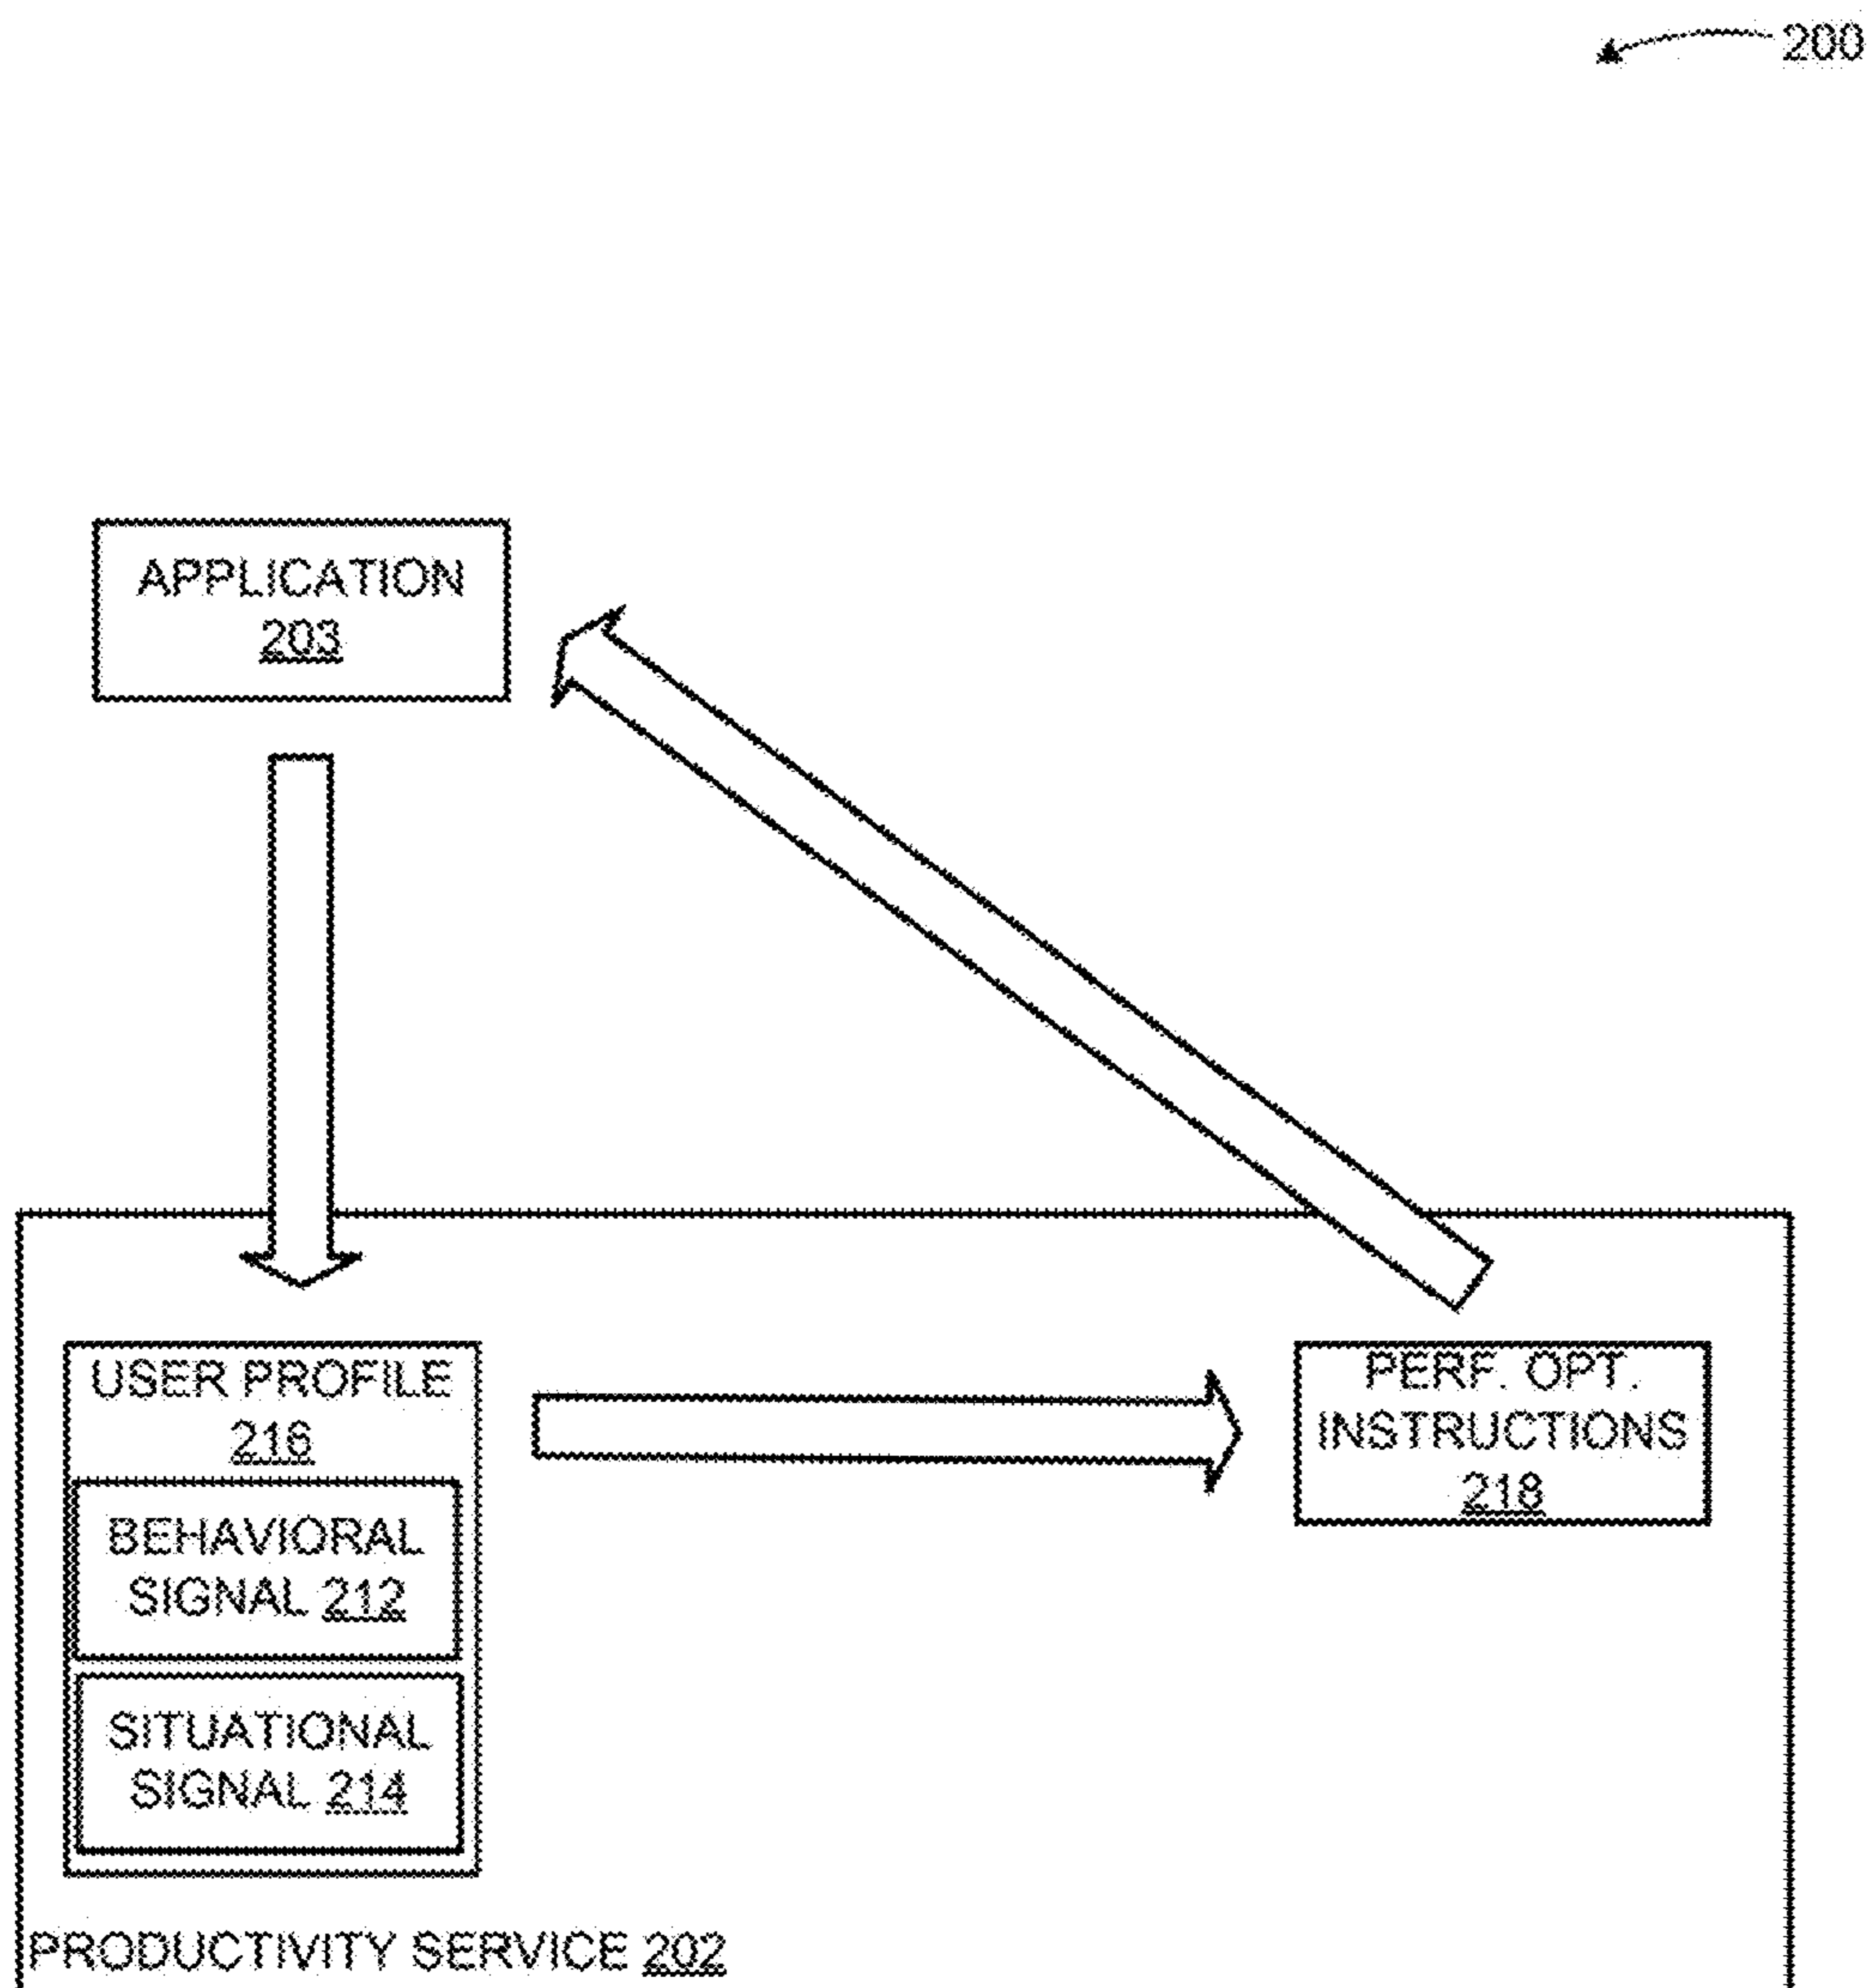 200
APPLICATION
203
USER PROFILE
216
PERF. OPT.
INSTRUCTIONS
218
BEHAVIORAL
SIGNAL 212
SITUATIONAL
SIGNAL 214
PRODUCTIVITY SERVICE 202